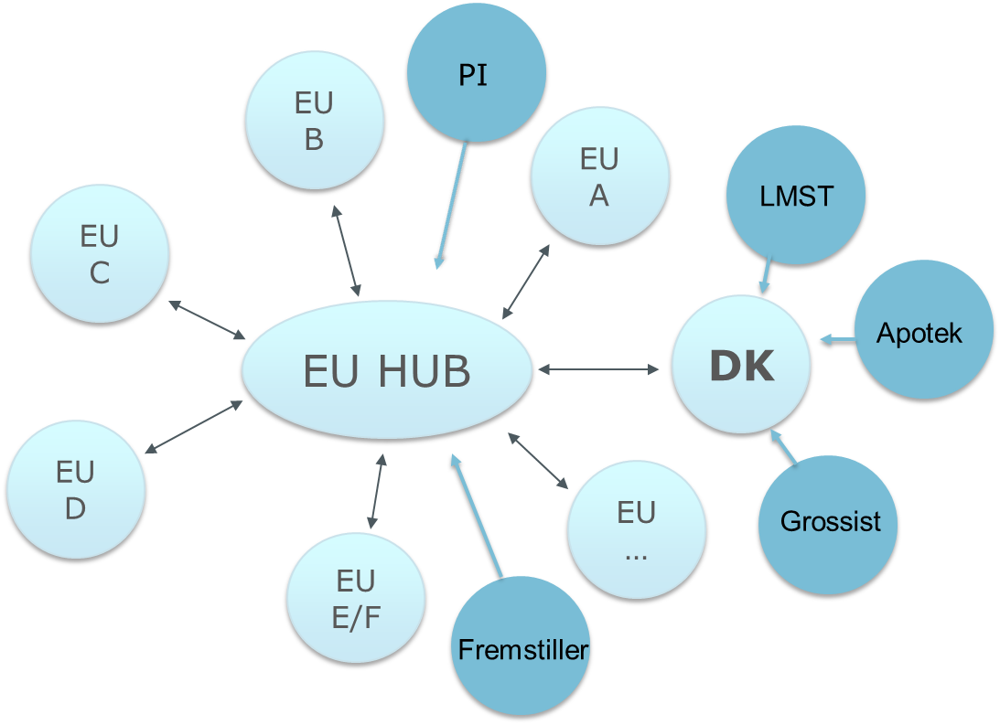 PI
EU
B
EU
A
LMST
EU
C
Apotek
EU HUB
DK
EU
D
EU
...
Grossist
EU
E/F
Fremstiller